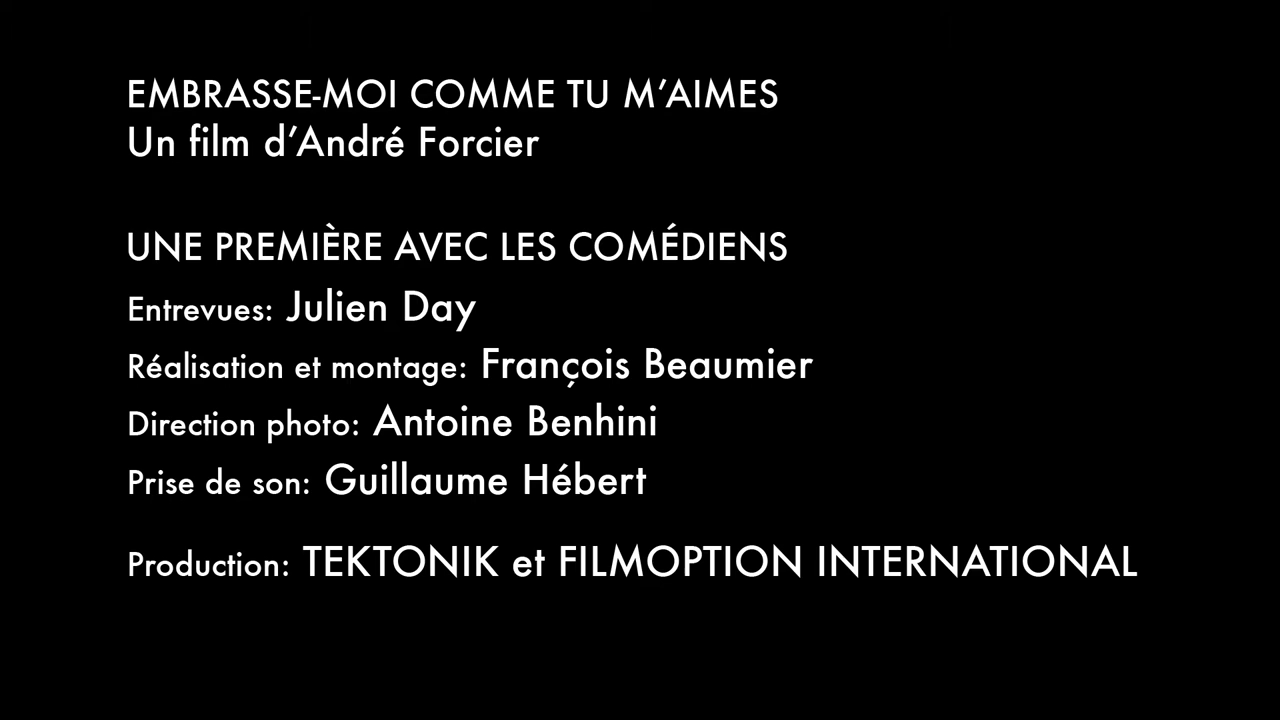 EMBRASSE-MOI COMME TU M’AIMES
Un film d’André Forcier
UNE PREMIÈRE AVEC LES COMÉDIENS
Entrevues: Julien Day
Réalisation et montage: François Beaumier
Direction photo: Antoine Benhini
Prise de son: Guillaume Hébert
Production: TEKTONIK et FILMOPTION INTERNATIONAL